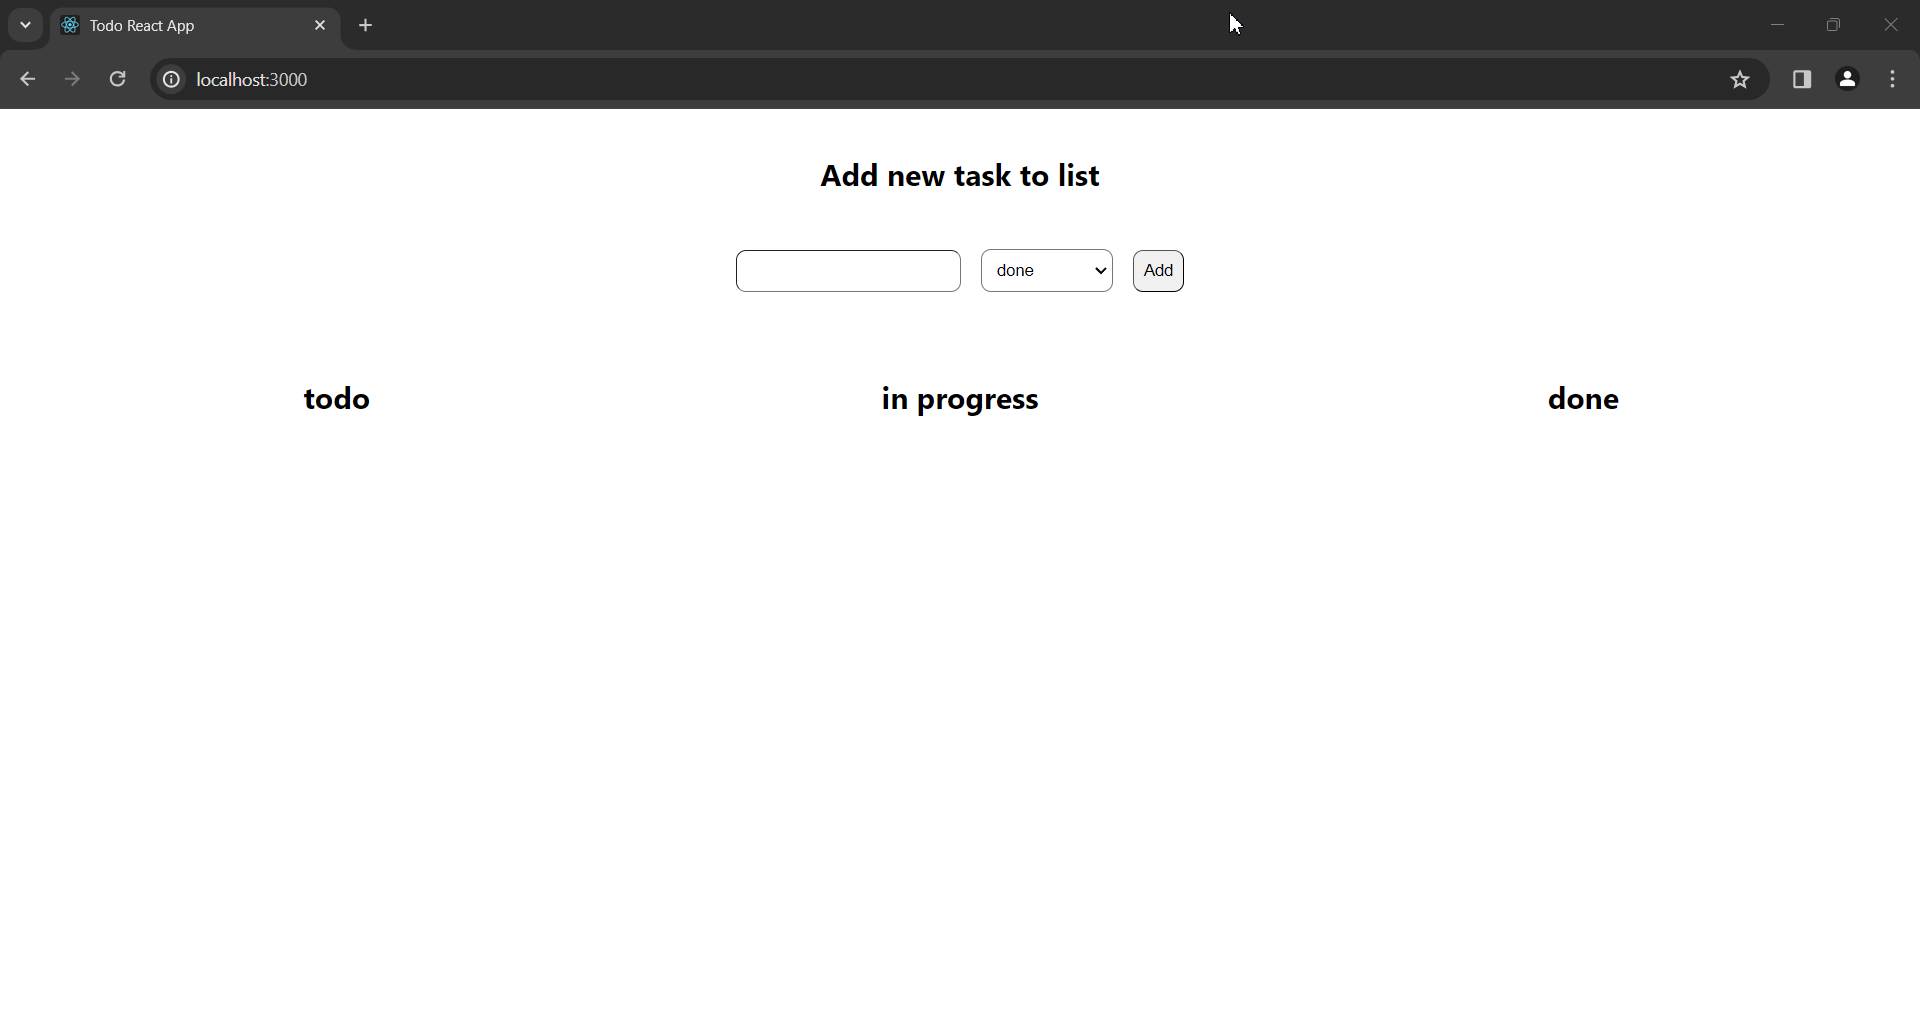 Todo React App
localhost:3000
Add new task to list
done Add
todo in progress done